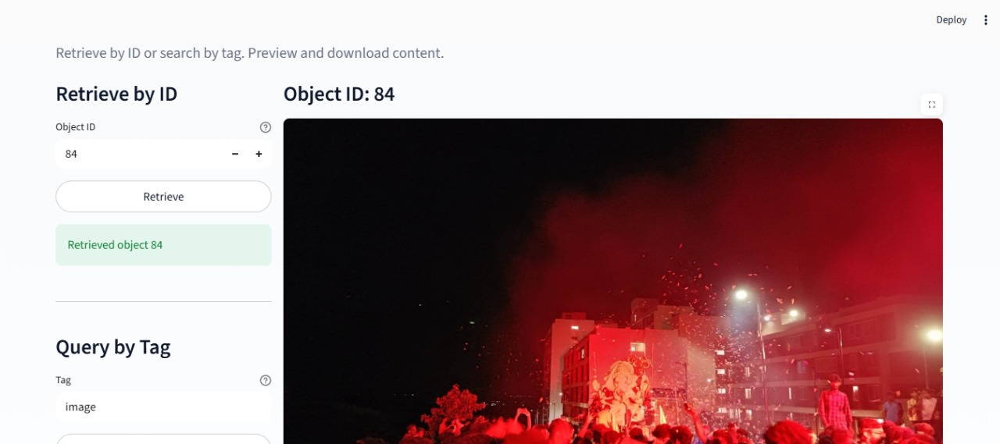 Deploy
Retrieve by ID or search by tag. Preview and download content.
Retrieve by ID
Object ID
84
Retrieve
Retrieved object 84
Query by Tag
Tag
image
Object ID: 84